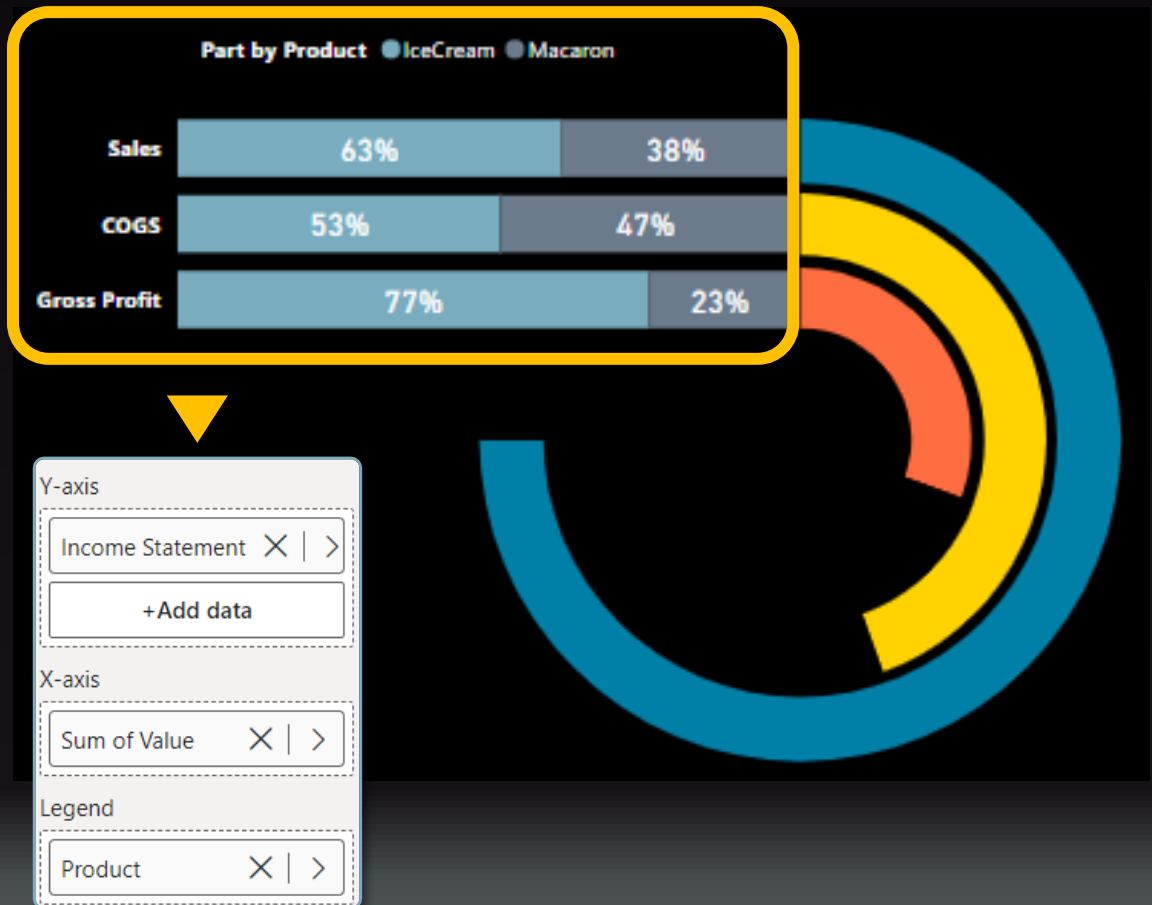 Part by Product IceCream Macaron
Sales 63% 38%
COGS 53% 47%
Gross Profit 77% 23%
Y-axis
Income Statement
+Add data
X-axis
Sum of Value
Legend
Product